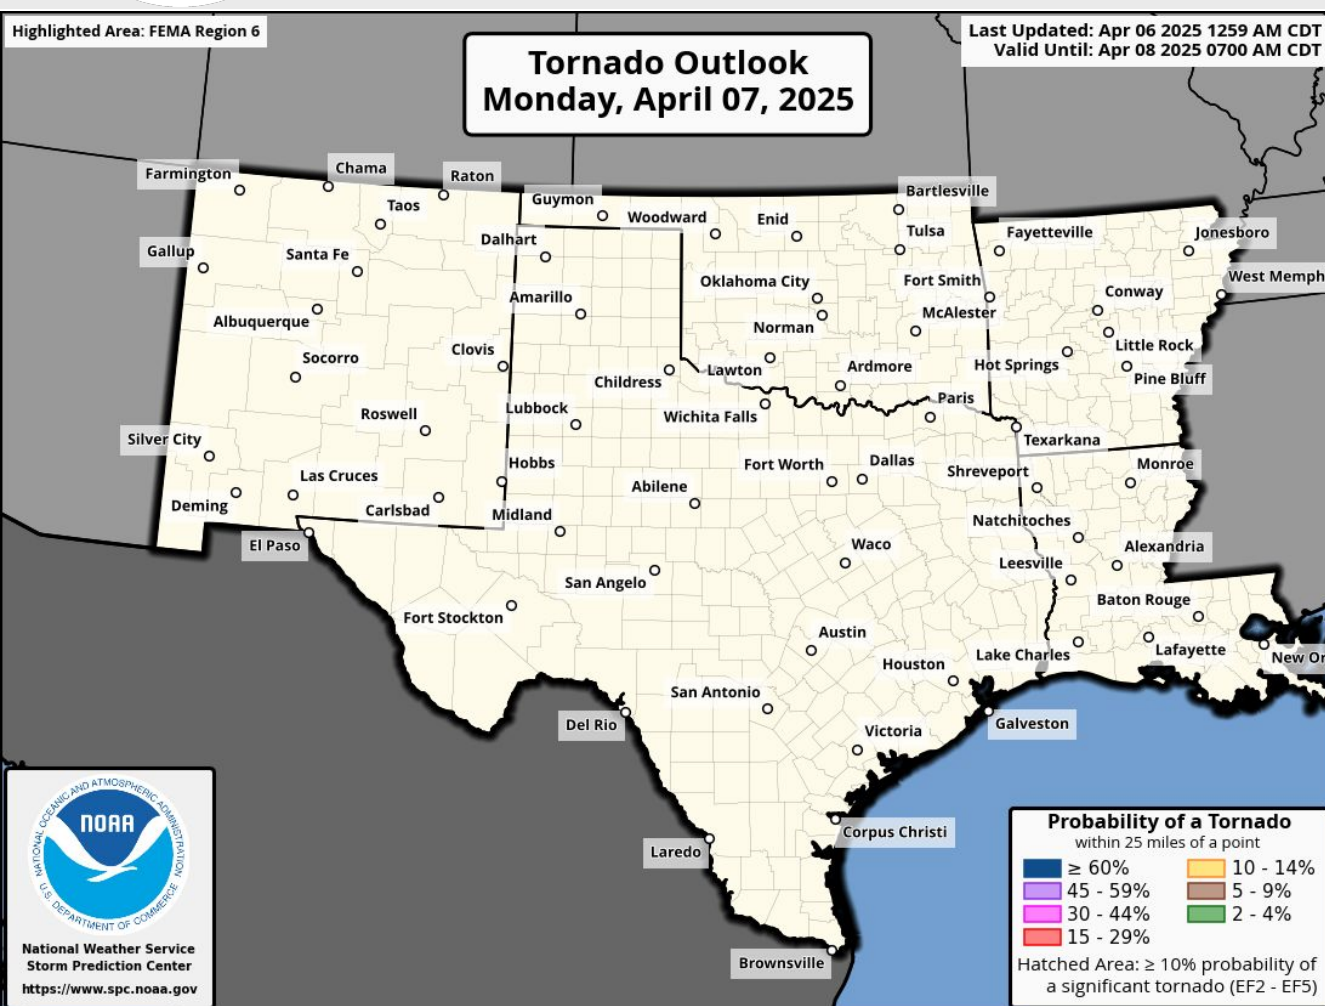 Highlighted Area: FEMA Region 6
Last Updated: Apr 06 2025 1259 AM CDT
Valid Until: Apr 08 2025 0700 AM CDT
Tornado Outlook
Monday, April 07, 2025
Farmington
Chama
Raton
Taos
Guymon
Woodward
Enid
Bartlesville
Tulsa
Fayetteville
Jonesboro
Gallup
Santa Fe
Dalhart
Oklahoma City
Fort Smith
West Memph
Amarillo
Conway
Albuquerque
Norman
McAlester
Little Rock
Socorro
Clovis
Childress
Lawton
Ardmore
Hot Springs
Pine Bluff
Roswell
Lubbock
Wichita Falls
Paris
Silver City
Texarkana
Las Cruces
Hobbs
Abilene
Fort Worth
Dallas
Shreveport
Monroe
Deming
Carlsbad
Midland
Natchitoches
El Paso
San Angelo
Waco
Leesville
Alexandria
Fort Stockton
Austin
Baton Rouge
Houston
Lake Charles
Lafayette
New Or
San Antonio
Del Rio
Victoria
Galveston
Laredo
Corpus Christi
Brownsville
NATIONAL OCEANIC AND ATMOSPHERIC ADMINISTRATION
NOAA
U.S. DEPARTMENT OF COMMERCE
National Weather Service
Storm Prediction Center
https://www.spc.noaa.gov
Probability of a Tornado
within 25 miles of a point
≥ 60%
45 - 59%
30 - 44%
15 - 29%
10 - 14%
5 - 9%
2 - 4%
Hatched Area: ≥ 10% probability of
a significant tornado (EF2 - EF5)